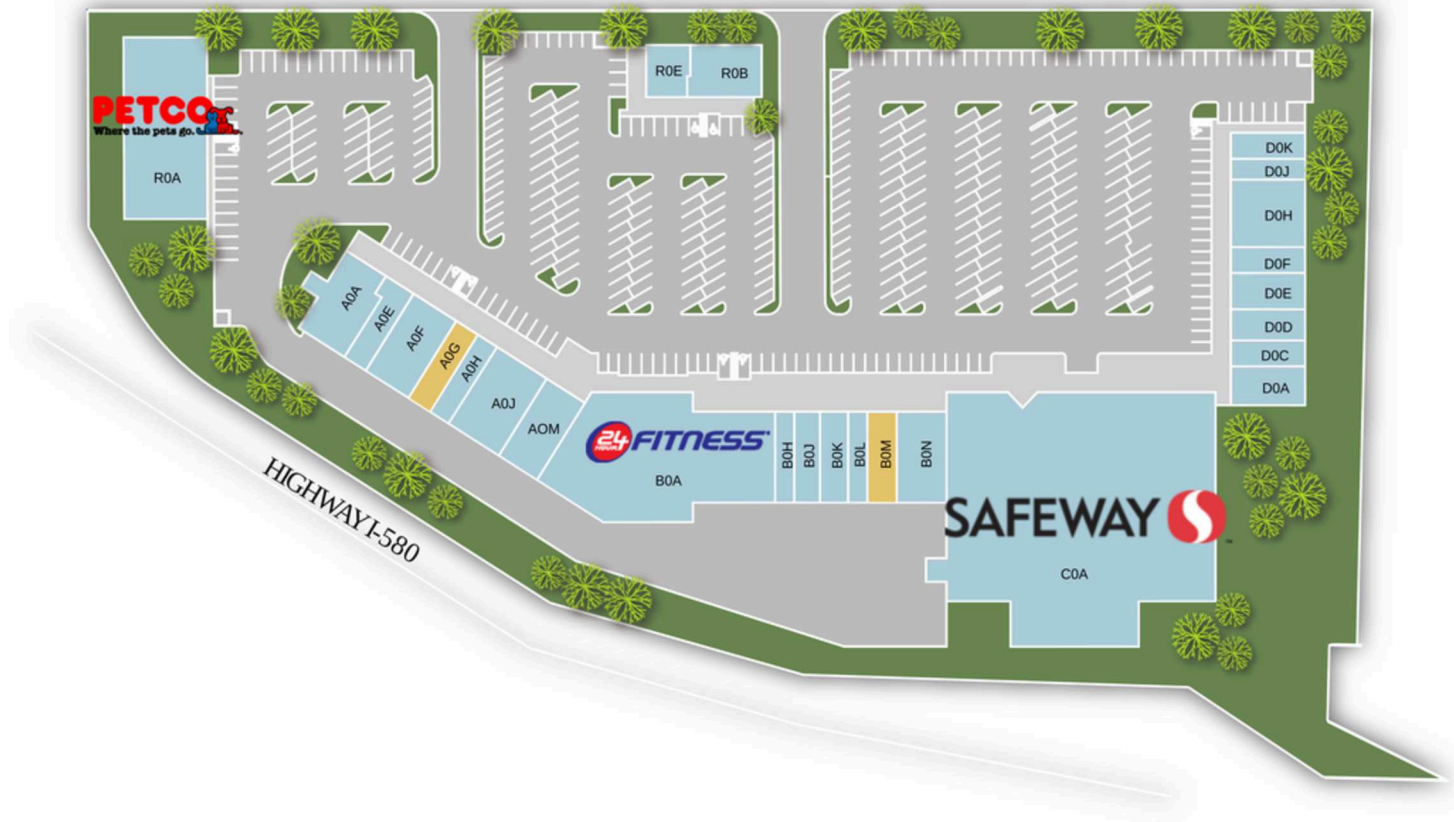 PETCO
Where the pets go.
R0A
R0E
R0B
D0K
D0J
D0H
D0F
D0E
D0D
D0C
D0A
A0A
A0E
A0F
A0G
A0H
A0J
AOM
24
HOUR
FITNESS
B0A
B0H
B0J
B0K
B0L
B0M
B0N
SAFEWAY
C0A
HIGHWAY I-580